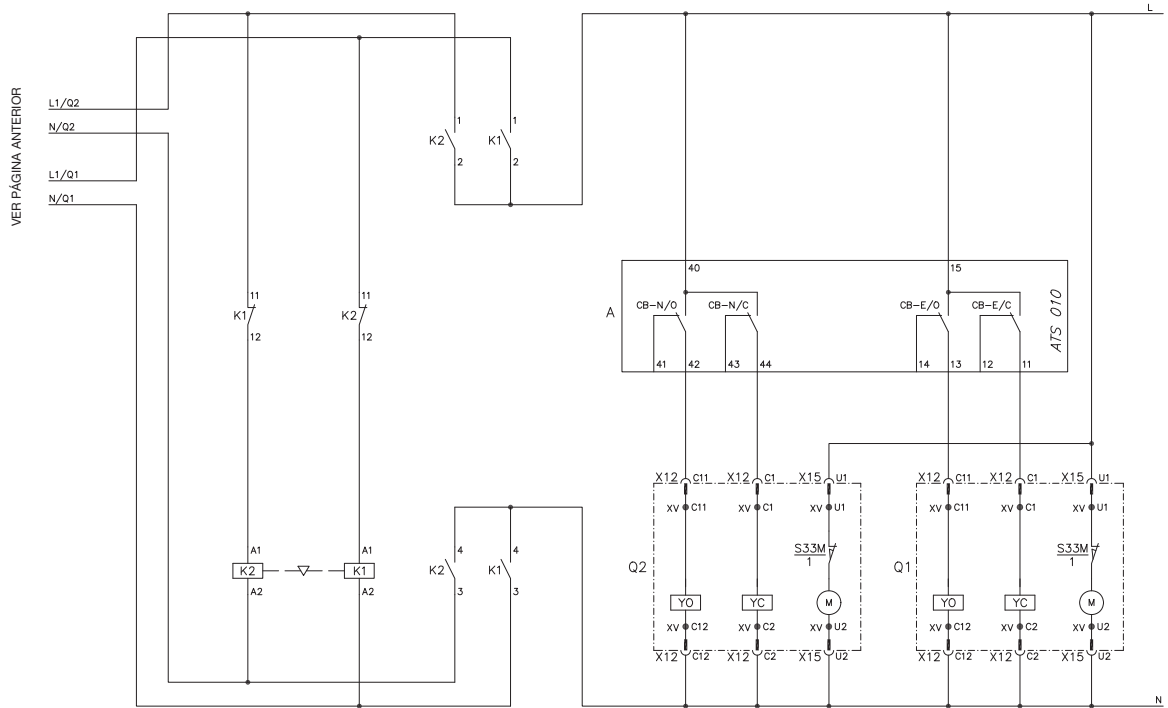 L
VER PÁGINA ANTERIOR
L1/Q2
N/Q2
L1/Q1
N/Q1
1 1
K2 K1
2 2
40 15
11 11
K1 K2
12 12
A
CB-N/O CB-N/C CB-E/O CB-E/C
ATS 010
41 42 43 44 14 13 12 11
X12 C11 X12 C1 X15 U1 X12 C11 X12 C1 X15 U1
XV C11 XV C1 XV U1 XV C11 XV C1 XV U1
A1 A1 4 4
K2 K1 K2 K1
A2 A2 3 3
S33M S33M
1 1
Q2 Q1
YO YC M YO YC M
XV C12 XV C2 XV U2 XV C12 XV C2 XV U2
X12 C12 X12 C2 X15 U2 X12 C12 X12 C2 X15 U2
N